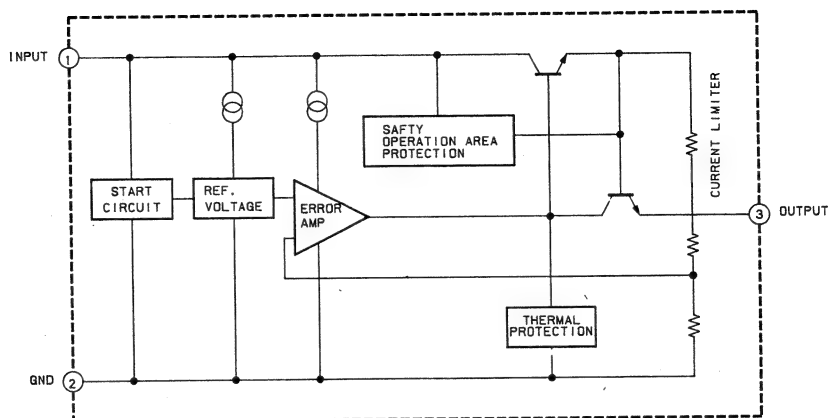 INPUT
1
SAFTY
OPERATION AREA
PROTECTION
CURRENT LIMITER
START
CIRCUIT
REF.
VOLTAGE
ERROR
AMP
3
OUTPUT
THERMAL
PROTECTION
GND
2